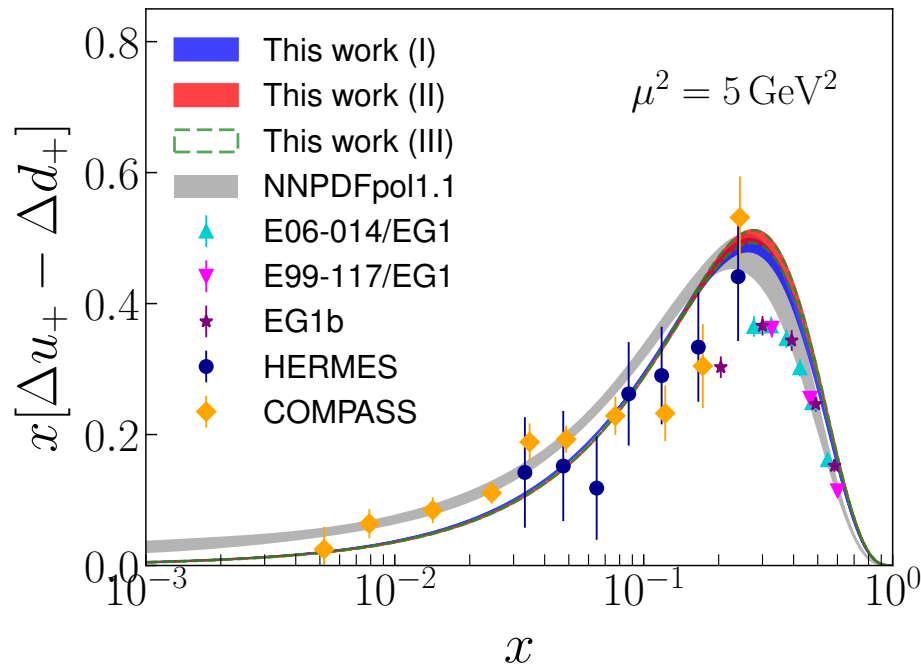 0.8
0.6
0.4
0.2
0.0
x[Δu₊ − Δd₊]
This work (I)
This work (II)
This work (III)
NNPDFpol1.1
E06-014/EG1
E99-117/EG1
EG1b
HERMES
COMPASS
μ² = 5 GeV²
10⁻³ 10⁻² 10⁻¹ 10⁰
x